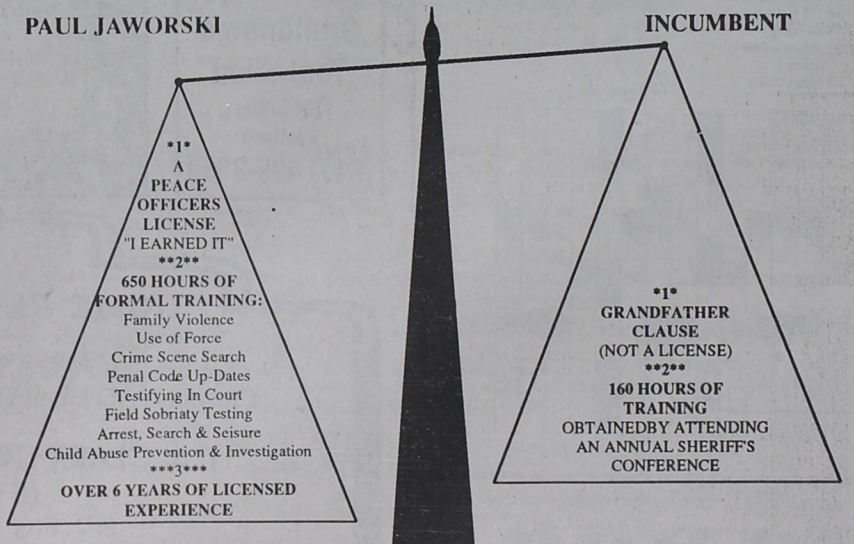 PAUL JAWORSKI
*1*
A
PEACE
OFFICERS
LICENSE
"I EARNED IT"
**2**
650 HOURS OF
FORMAL TRAINING:
Family Violence
Use of Force
Crime Scene Search
Penal Code Up-Dates
Testifying In Court
Field Sobriaty Testing
Arrest, Search & Seisure
Child Abuse Prevention & Investigation
***3***
OVER 6 YEARS OF LICENSED
EXPERIENCE
INCUMBENT
*1*
GRANDFATHER
CLAUSE
(NOT A LICENSE)
**2**
160 HOURS OF
TRAINING
OBTAINEDBY ATTENDING
AN ANNUAL SHERIFF'S
CONFERENCE